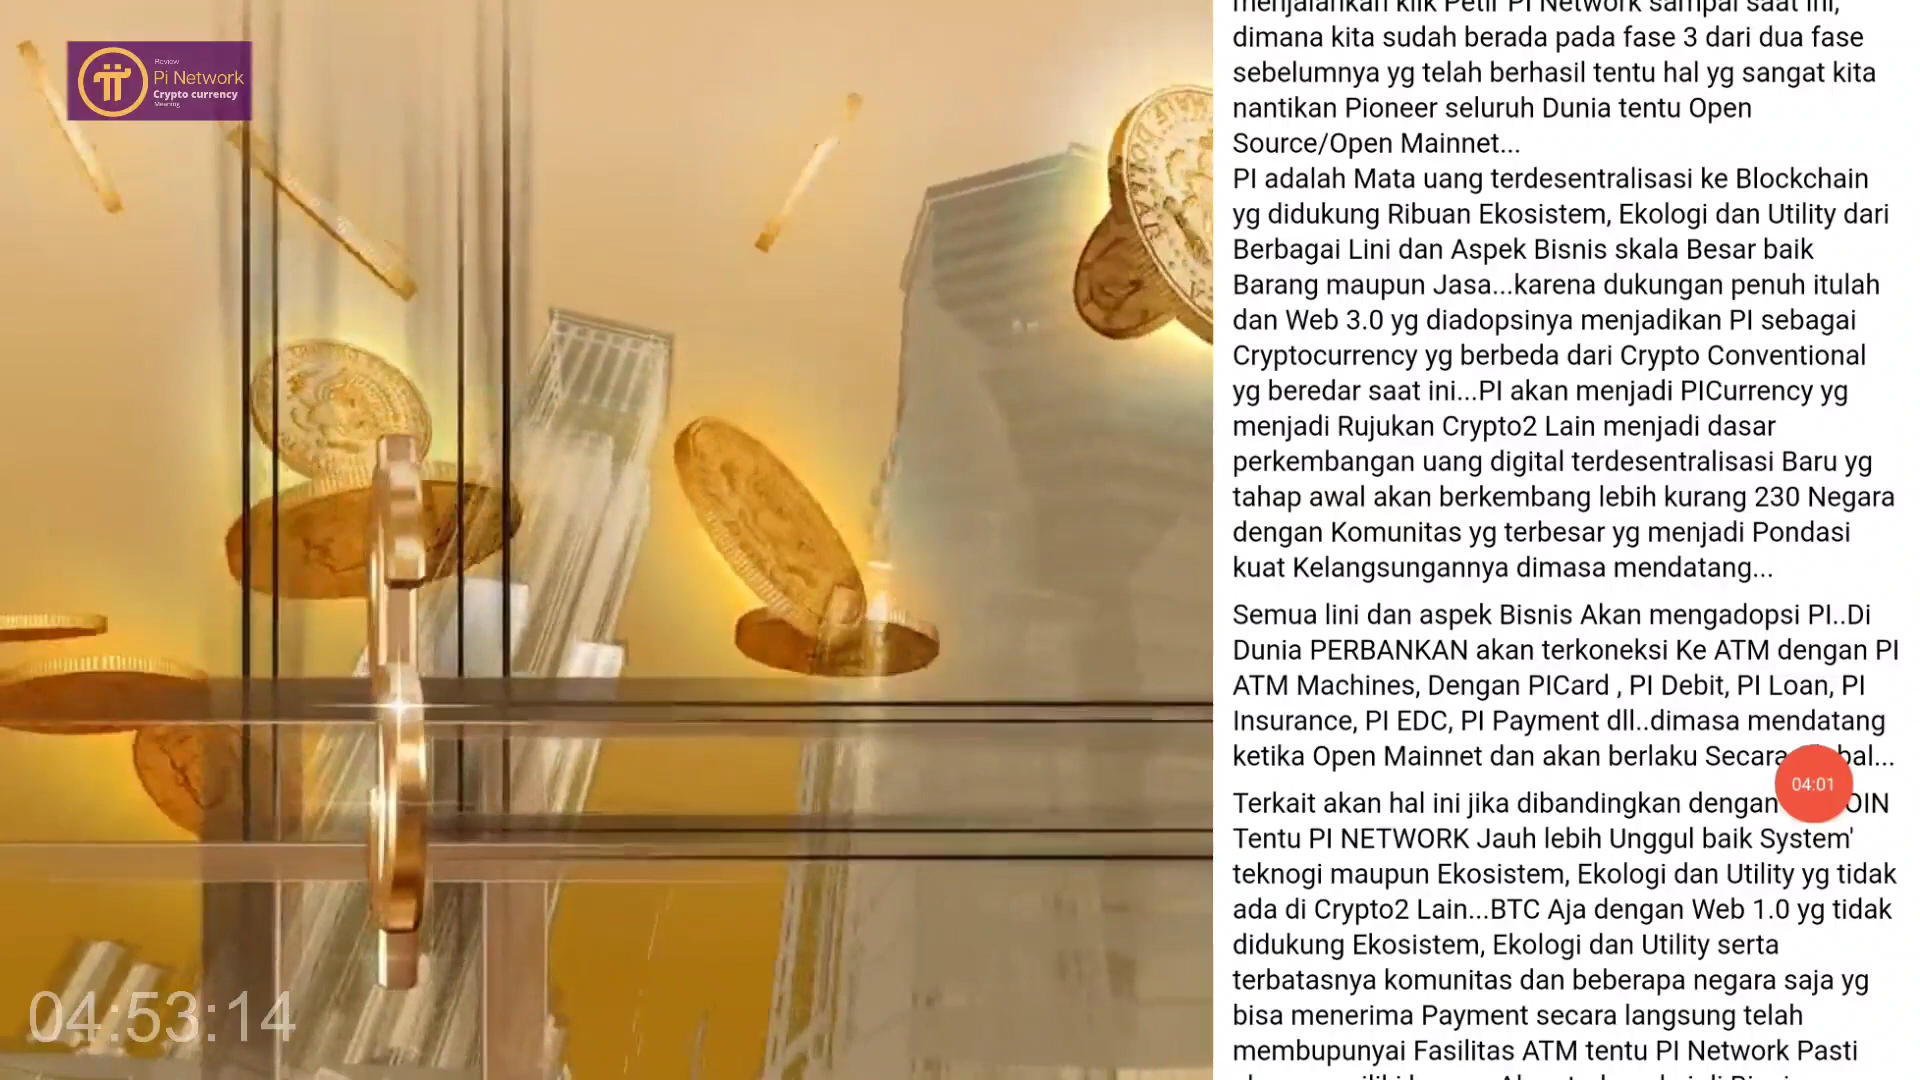 Review
Pi Network
Crypto currency
Meaning
04:53:14
menjalankan klik Petir PI Network sampai saat ini,
dimana kita sudah berada pada fase 3 dari dua fase
sebelumnya yg telah berhasil tentu hal yg sangat kita
nantikan Pioneer seluruh Dunia tentu Open
Source/Open Mainnet...
PI adalah Mata uang terdesentralisasi ke Blockchain
yg didukung Ribuan Ekosistem, Ekologi dan Utility dari
Berbagai Lini dan Aspek Bisnis skala Besar baik
Barang maupun Jasa...karena dukungan penuh itulah
dan Web 3.0 yg diadopsinya menjadikan PI sebagai
Cryptocurrency yg berbeda dari Crypto Conventional
yg beredar saat ini...PI akan menjadi PICurrency yg
menjadi Rujukan Crypto2 Lain menjadi dasar
perkembangan uang digital terdesentralisasi Baru yg
tahap awal akan berkembang lebih kurang 230 Negara
dengan Komunitas yg terbesar yg menjadi Pondasi
kuat Kelangsungannya dimasa mendatang...
Semua lini dan aspek Bisnis Akan mengadopsi PI..Di
Dunia PERBANKAN akan terkoneksi Ke ATM dengan PI
ATM Machines, Dengan PICard , PI Debit, PI Loan, PI
Insurance, PI EDC, PI Payment dll..dimasa mendatang
ketika Open Mainnet dan akan berlaku Secara
04:01
Terkait akan hal ini jika dibandingkan dengan
Tentu PI NETWORK Jauh lebih Unggul baik System'
teknogi maupun Ekosistem, Ekologi dan Utility yg tidak
ada di Crypto2 Lain...BTC Aja dengan Web 1.0 yg tidak
didukung Ekosistem, Ekologi dan Utility serta
terbatasnya komunitas dan beberapa negara saja yg
bisa menerima Payment secara langsung telah
membupunyai Fasilitas ATM tentu PI Network Pasti